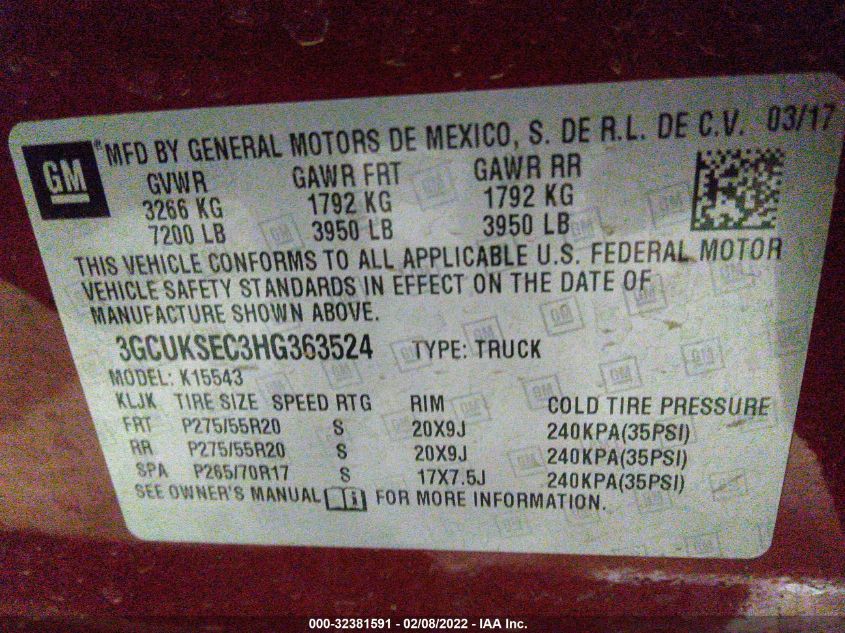 GM ® MFD BY GENERAL MOTORS DE MEXICO, S. DE R.L. DE C.V. 03/17
GVWR GAWR FRT GAWR RR
3266 KG 1792 KG 1792 KG
7200 LB 3950 LB 3950 LB
THIS VEHICLE CONFORMS TO ALL APPLICABLE U.S. FEDERAL MOTOR
VEHICLE SAFETY STANDARDS IN EFFECT ON THE DATE OF
MANUFACTURE SHOWN ABOVE.
3GCUKSEC3HG363524 TYPE: TRUCK
MODEL: K15543
KLJK TIRE SIZE SPEED RTG RIM COLD TIRE PRESSURE
FRT P275/55R20 S 20X9J 240KPA(35PSI)
RR P275/55R20 S 20X9J 240KPA(35PSI)
SPA P265/70R17 S 17X7.5J 240KPA(35PSI)
SEE OWNER'S MANUAL i FOR MORE INFORMATION.
000-32381591 - 02/08/2022 - IAA Inc.